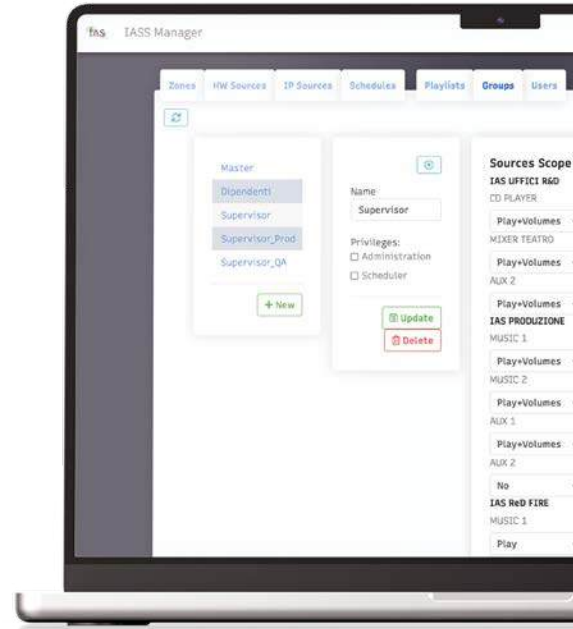 fas IASS Manager
Zones HW Sources IP Sources Schedules Playlists Groups Users
Master
Dipendenti
Supervisor
Supervisor_Prod
Supervisor_QA
+ New
Name
Supervisor
Privileges:
Administration
Scheduler
Update
Delete
Sources Scope
IAS UFFICI R&D
CD PLAYER
Play+Volumes
MIXER TEATRO
Play+Volumes
AUX 2
Play+Volumes
IAS PRODUZIONE
MUSIC 1
Play+Volumes
MUSIC 2
Play+Volumes
AUX 1
Play+Volumes
AUX 2
No
IAS ReD FIRE
MUSIC 1
Play